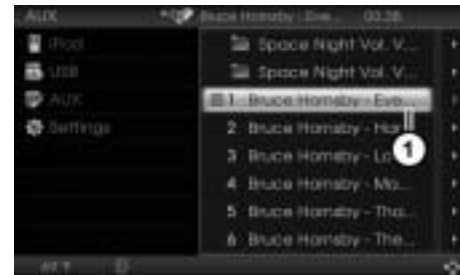 AUX Bruce Hornsby - Eve... 00:38
iPod
USB
AUX
Settings
Space Night Vol. V...
Space Night Vol. V...
1 Bruce Hornsby - Eve...
2 Bruce Hornsby - Har
3 Bruce Hornsby - Lo
1
4 Bruce Hornsby - Ma...
5 Bruce Hornsby - Tho...
6 Bruce Hornsby - The...